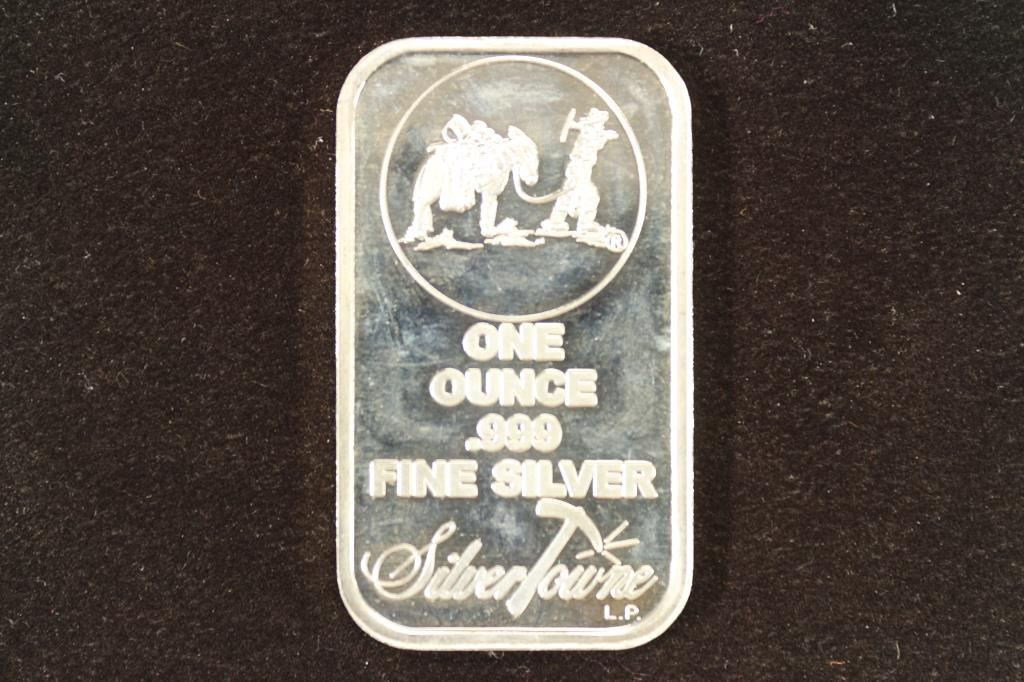 ®
ONE
OUNCE
.999
FINE SILVER
SilverTowne
L.P.